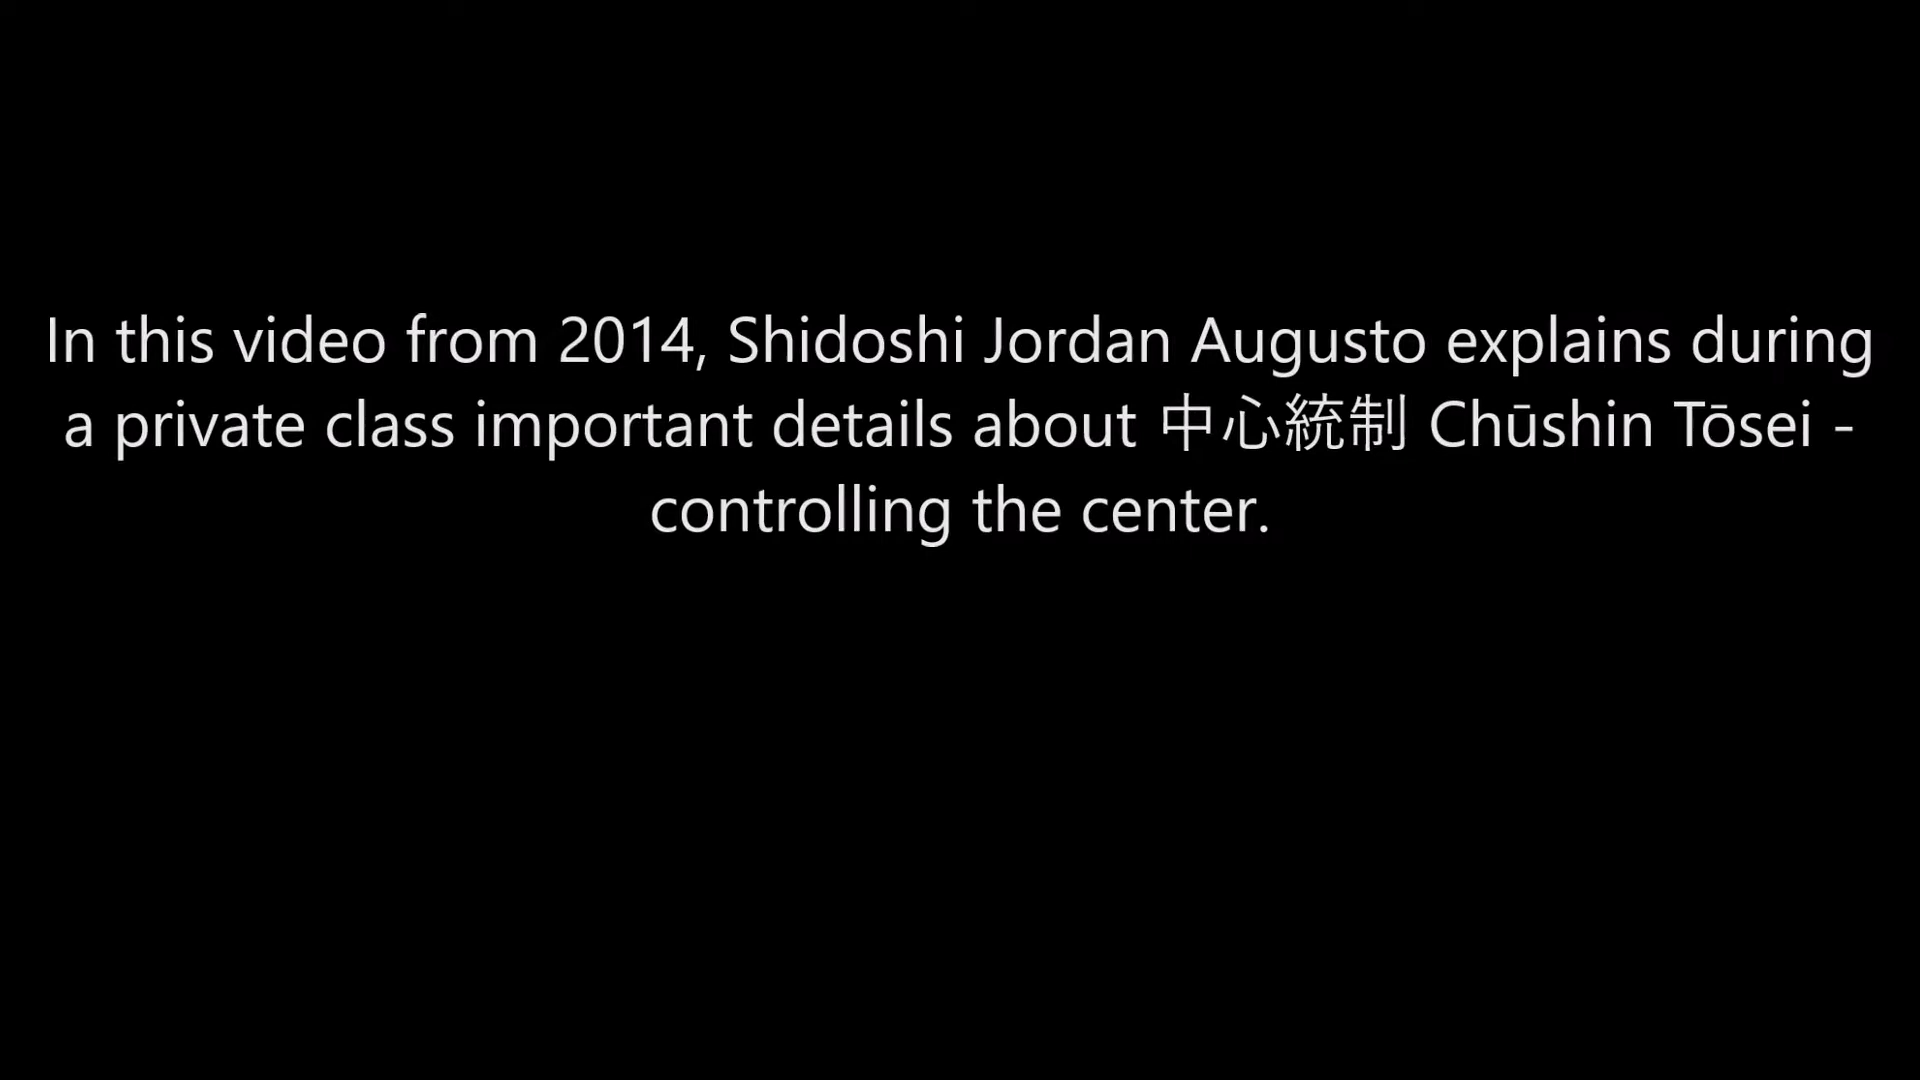 In this video from 2014, Shidoshi Jordan Augusto explains during
a private class important details about 中心統制 Chūshin Tōsei -
controlling the center.